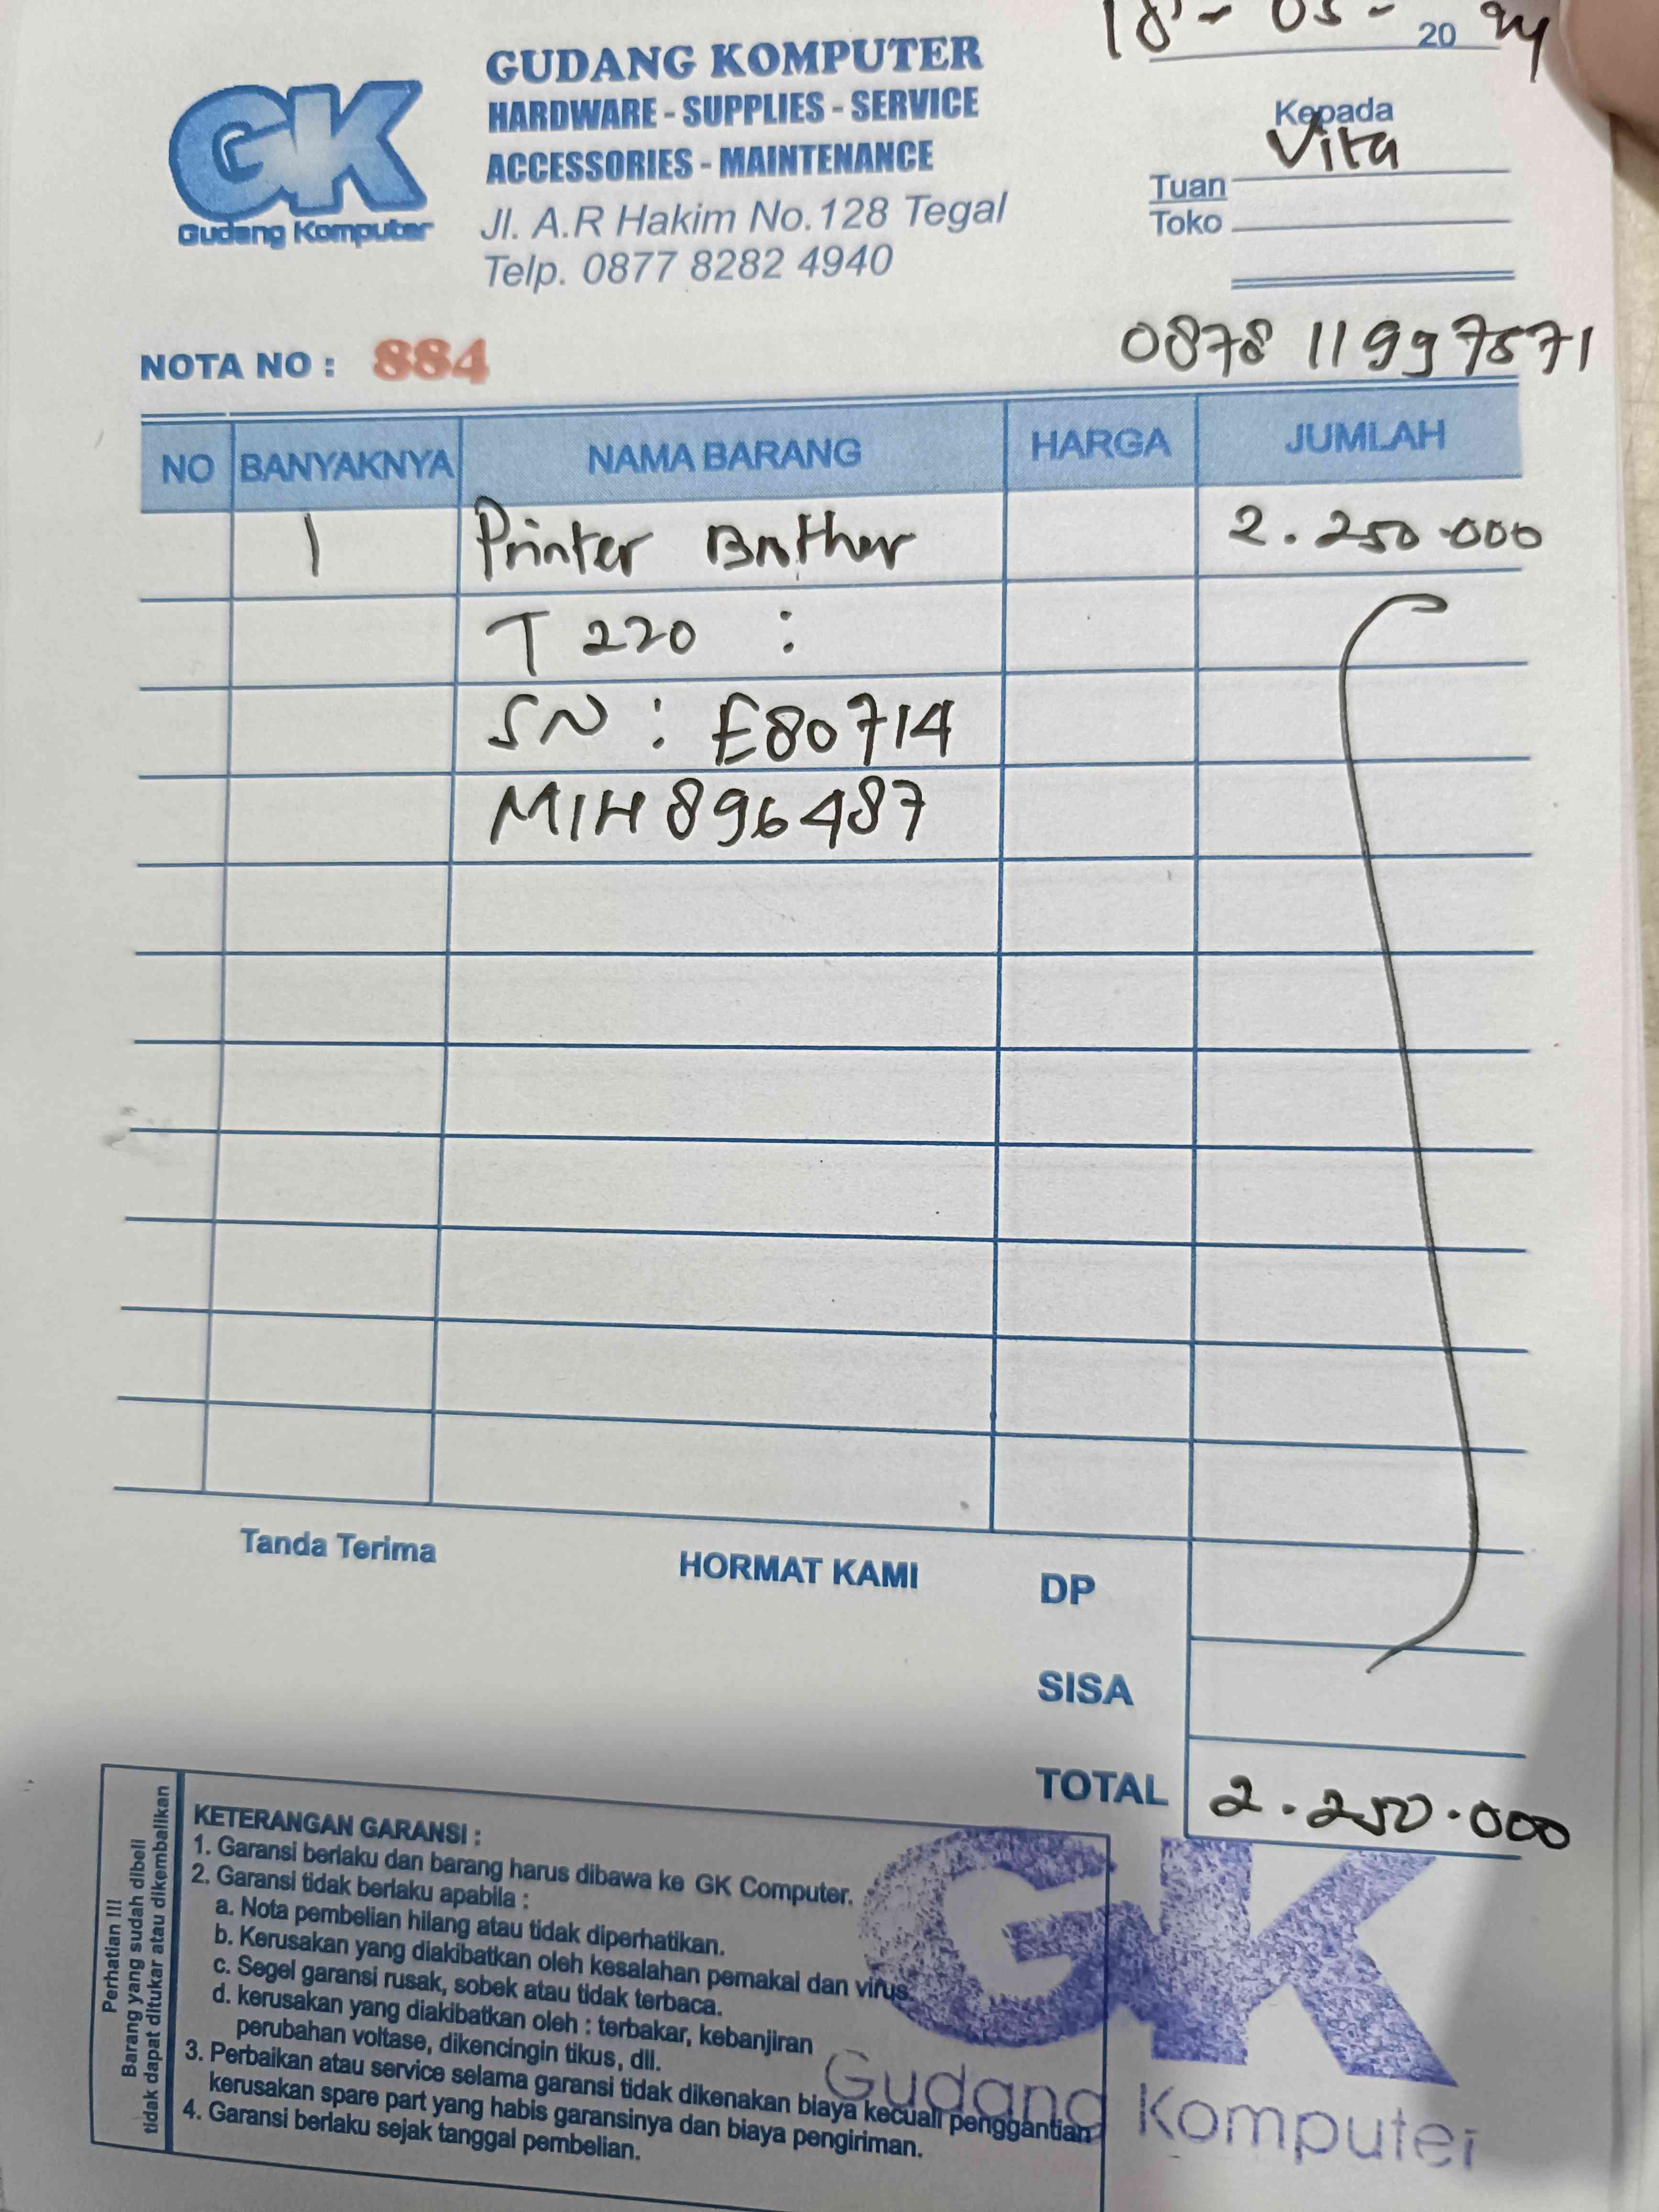 18 - 05 - 20 24
GK
Gudang Komputer
GUDANG KOMPUTER
HARDWARE - SUPPLIES - SERVICE
ACCESSORIES - MAINTENANCE
Jl. A.R Hakim No.128 Tegal
Telp. 0877 8282 4940
Kepada
Vita
Tuan
Toko
NOTA NO : 884
0878 11997571
NO BANYAKNYA NAMA BARANG HARGA JUMLAH
1 Printer Brother 2.250.000
T 220 :
SN : E80714
M1H896487
Tanda Terima HORMAT KAMI DP
SISA
TOTAL 2.250.000
Perhatian !!!
Barang yang sudah dibeli
tidak dapat ditukar atau dikembalikan
KETERANGAN GARANSI :
1. Garansi berlaku dan barang harus dibawa ke GK Computer.
2. Garansi tidak berlaku apabila :
a. Nota pembelian hilang atau tidak diperhatikan.
b. Kerusakan yang diakibatkan oleh kesalahan pemakai dan virus.
c. Segel garansi rusak, sobek atau tidak terbaca.
d. kerusakan yang diakibatkan oleh : terbakar, kebanjiran
perubahan voltase, dikencingin tikus, dll.
3. Perbaikan atau service selama garansi tidak dikenakan biaya kecuali penggantian
kerusakan spare part yang habis garansinya dan biaya pengiriman.
4. Garansi berlaku sejak tanggal pembelian.
GK
Gudang Komputer